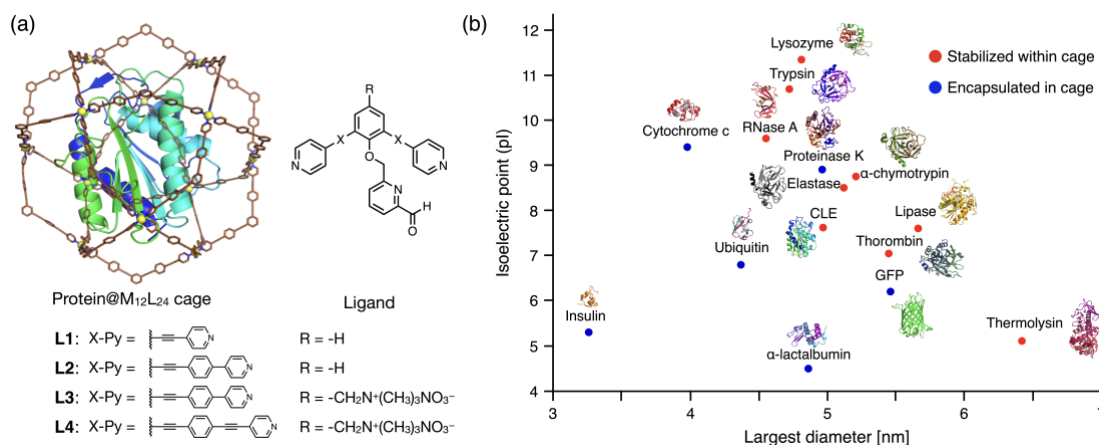 (a)
R
X
X
N
N
O
N
H
O
Protein@M₁₂L₂₄ cage
Ligand
L1: X-Py = N R = -H
L2: X-Py = N R = -H
L3: X-Py = N R = -CH₂N⁺(CH₃)₃NO₃⁻
L4: X-Py = N R = -CH₂N⁺(CH₃)₃NO₃⁻
(b)
Isoelectric point (pI)
12
11
10
9
8
7
6
5
4
3
4
5
6
7
Largest diameter [nm]
Stabilized within cage
Encapsulated in cage
Lysozyme
Trypsin
Cytochrome c
RNase A
Proteinase K
α-chymotrypin
Elastase
CLE
Lipase
Ubiquitin
Thorombin
GFP
Insulin
Thermolysin
α-lactalbumin